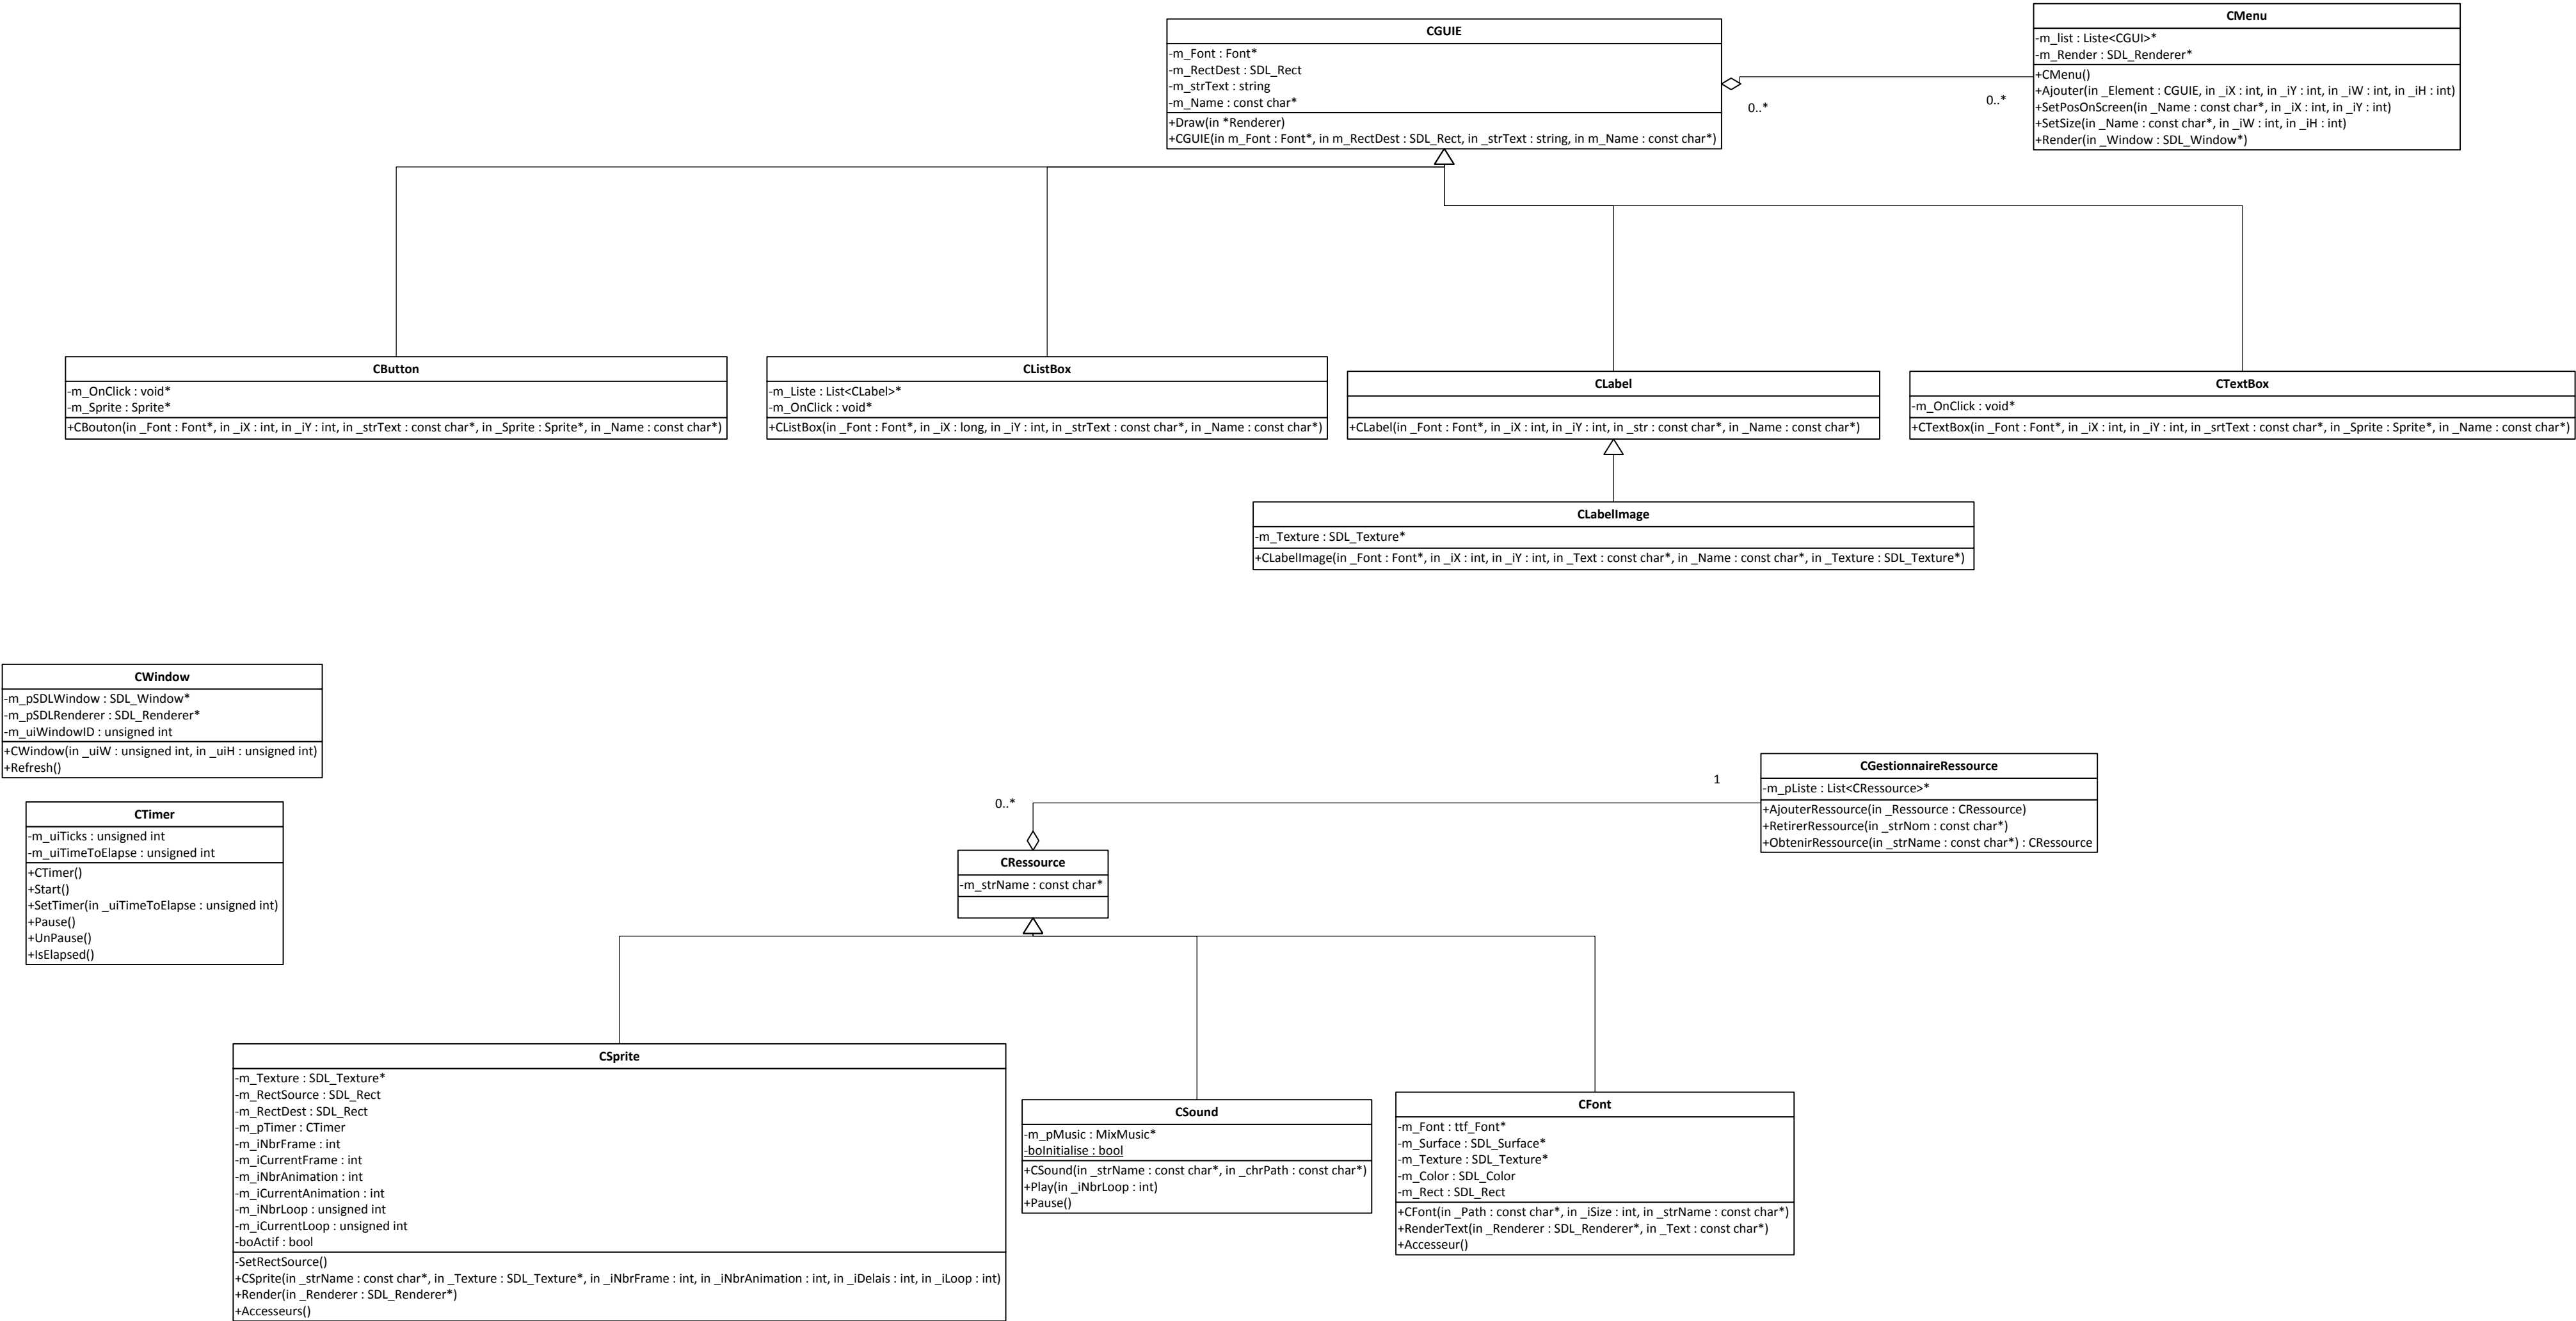 CGUIE
-m_Font : Font*
-m_RectDest : SDL_Rect
-m_strText : string
-m_Name : const char*
+Draw(in *Renderer)
+CGUIE(in m_Font : Font*, in m_RectDest : SDL_Rect, in _strText : string, in m_Name : const char*)
0..*
0..*
CMenu
-m_list : Liste<CGUI>*
-m_Render : SDL_Renderer*
+CMenu()
+Ajouter(in _Element : CGUIE, in _iX : int, in _iY : int, in _iW : int, in _iH : int)
+SetPosOnScreen(in _Name : const char*, in _iX : int, in _iY : int)
+SetSize(in _Name : const char*, in _iW : int, in _iH : int)
+Render(in _Window : SDL_Window*)
CButton
-m_OnClick : void*
-m_Sprite : Sprite*
+CBouton(in _Font : Font*, in _iX : int, in _iY : int, in _strText : const char*, in _Sprite : Sprite*, in _Name : const char*)
CListBox
-m_Liste : List<CLabel>*
-m_OnClick : void*
+CListBox(in _Font : Font*, in _iX : long, in _iY : int, in _strText : const char*, in _Name : const char*)
CLabel
+CLabel(in _Font : Font*, in _iX : int, in _iY : int, in _str : const char*, in _Name : const char*)
CTextBox
-m_OnClick : void*
+CTextBox(in _Font : Font*, in _iX : int, in _iY : int, in _srtText : const char*, in _Sprite : Sprite*, in _Name : const char*)
CLabelImage
-m_Texture : SDL_Texture*
+CLabelImage(in _Font : Font*, in _iX : int, in _iY : int, in _Text : const char*, in _Name : const char*, in _Texture : SDL_Texture*)
CWindow
-m_pSDLWindow : SDL_Window*
-m_pSDLRenderer : SDL_Renderer*
-m_uiWindowID : unsigned int
+CWindow(in _uiW : unsigned int, in _uiH : unsigned int)
+Refresh()
CTimer
-m_uiTicks : unsigned int
-m_uiTimeToElapse : unsigned int
+CTimer()
+Start()
+SetTimer(in _uiTimeToElapse : unsigned int)
+Pause()
+UnPause()
+IsElapsed()
0..*
1
CGestionnaireRessource
-m_pListe : List<CRessource>*
+AjouterRessource(in _Ressource : CRessource)
+RetirerRessource(in _strNom : const char*)
+ObtenirRessource(in _strName : const char*) : CRessource
CRessource
-m_strName : const char*
CSprite
-m_Texture : SDL_Texture*
-m_RectSource : SDL_Rect
-m_RectDest : SDL_Rect
-m_pTimer : CTimer
-m_iNbrFrame : int
-m_iCurrentFrame : int
-m_iNbrAnimation : int
-m_iCurrentAnimation : int
-m_iNbrLoop : unsigned int
-m_iCurrentLoop : unsigned int
-boActif : bool
-SetRectSource()
+CSprite(in _strName : const char*, in _Texture : SDL_Texture*, in _iNbrFrame : int, in _iNbrAnimation : int, in _iDelais : int, in _iLoop : int)
+Render(in _Renderer : SDL_Renderer*)
+Accesseurs()
CSound
-m_pMusic : MixMusic*
-boInitialise : bool
+CSound(in _strName : const char*, in _chrPath : const char*)
+Play(in _iNbrLoop : int)
+Pause()
CFont
-m_Font : ttf_Font*
-m_Surface : SDL_Surface*
-m_Texture : SDL_Texture*
-m_Color : SDL_Color
-m_Rect : SDL_Rect
+CFont(in _Path : const char*, in _iSize : int, in _strName : const char*)
+RenderText(in _Renderer : SDL_Renderer*, in _Text : const char*)
+Accesseur()